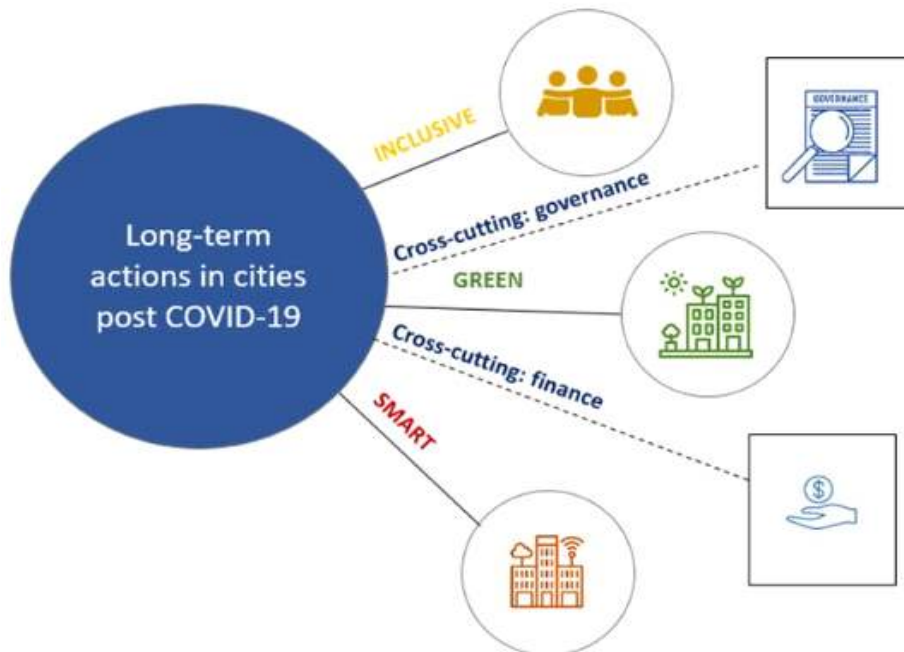 INCLUSIVE
GOVERNANCE
Cross-cutting: governance
Long-term
actions in cities
post COVID-19
GREEN
Cross-cutting: finance
SMART
$